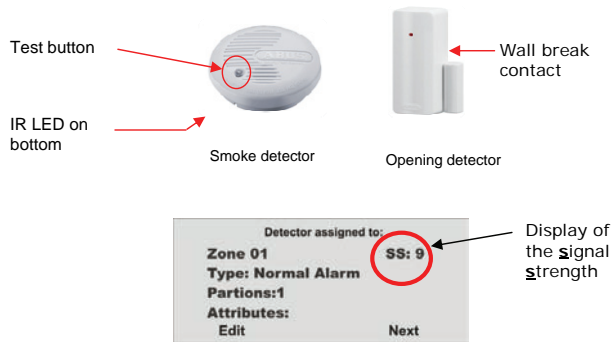 Test button
Wall break
contact
IR LED on
bottom
Smoke detector
Opening detector
Detector assigned to:
Zone 01 SS: 9
Type: Normal Alarm
Partions:1
Attributes:
Edit Next
Display of
the signal
strength